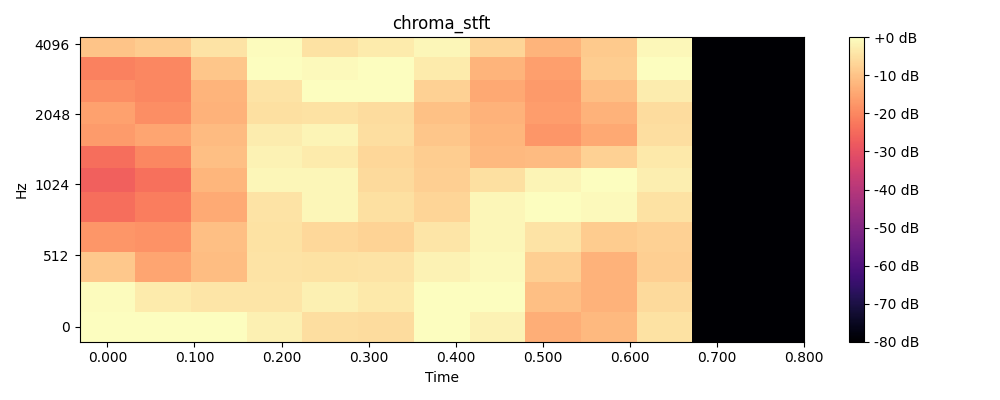 chroma_stft
4096
2048
1024
512
0
Hz
0.000 0.100 0.200 0.300 0.400 0.500 0.600 0.700 0.800
Time
+0 dB
-10 dB
-20 dB
-30 dB
-40 dB
-50 dB
-60 dB
-70 dB
-80 dB